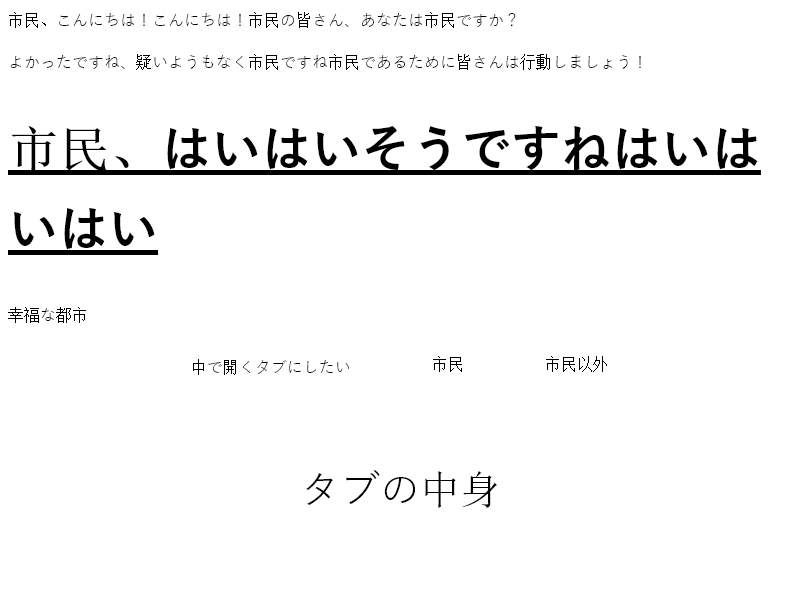 市民、こんにちは！こんにちは！市民の皆さん、あなたは市民ですか？
よかったですね、疑いようもなく市民ですね市民であるために皆さんは行動しましょう！
市民、はいはいそうですねはいは
いはい
幸福な都市
中で開くタブにしたい 市民 市民以外
タブの中身